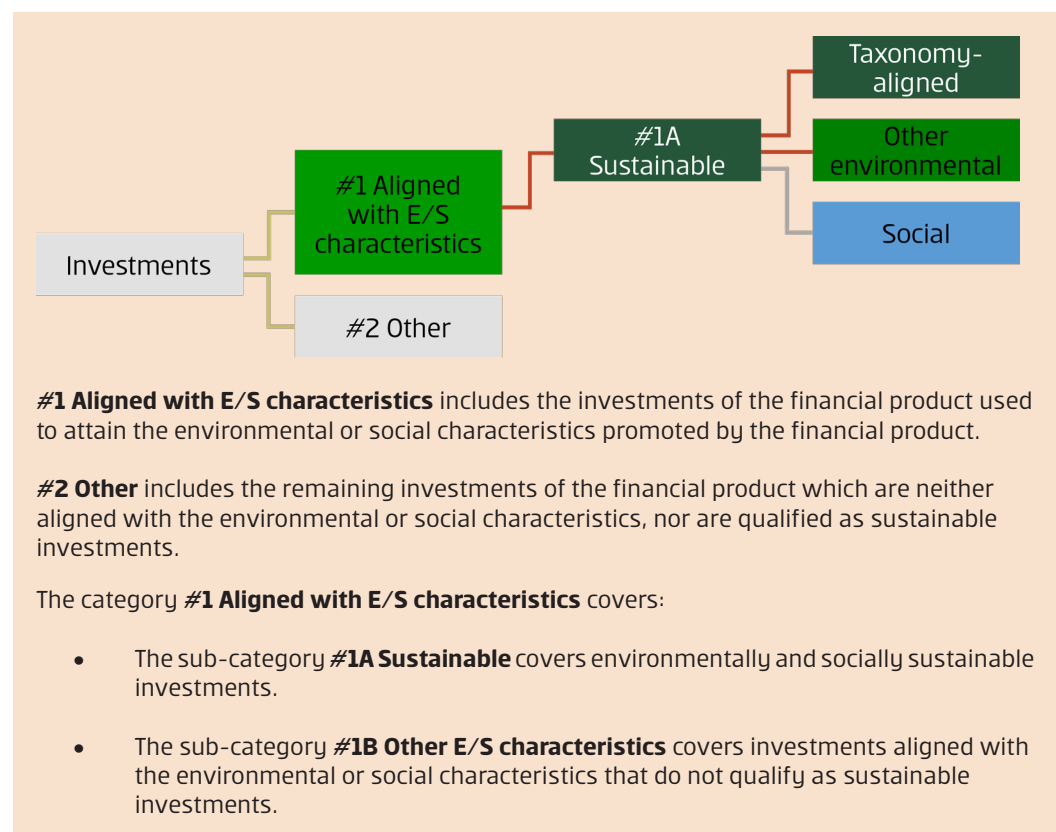 Taxonomy-
aligned
#1A
Sustainable
Other
environmental
#1 Aligned
with E/S
characteristics
Social
Investments
#2 Other
#1 Aligned with E/S characteristics includes the investments of the financial product used
to attain the environmental or social characteristics promoted by the financial product.
#2 Other includes the remaining investments of the financial product which are neither
aligned with the environmental or social characteristics, nor are qualified as sustainable
investments.
The category #1 Aligned with E/S characteristics covers:
• The sub-category #1A Sustainable covers environmentally and socially sustainable
investments.
• The sub-category #1B Other E/S characteristics covers investments aligned with
the environmental or social characteristics that do not qualify as sustainable
investments.